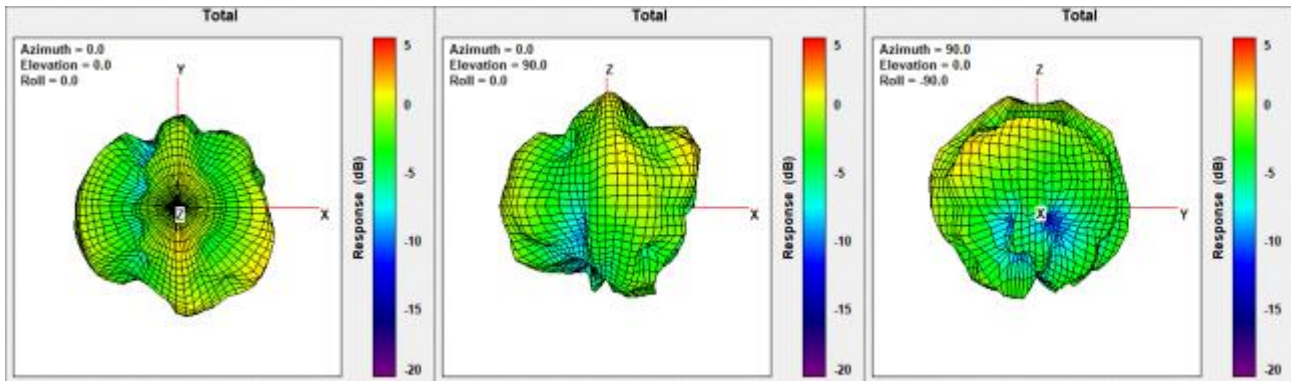 Total
Azimuth = 0.0
Elevation = 0.0
Roll = 0.0
Y
Z
X
5
0
-5
-10
-15
-20
Response (dB)
Total
Azimuth = 0.0
Elevation = 90.0
Roll = 0.0
Z
X
5
0
-5
-10
-15
-20
Response (dB)
Total
Azimuth = 90.0
Elevation = 0.0
Roll = -90.0
Z
X
Y
5
0
-5
-10
-15
-20
Response (dB)